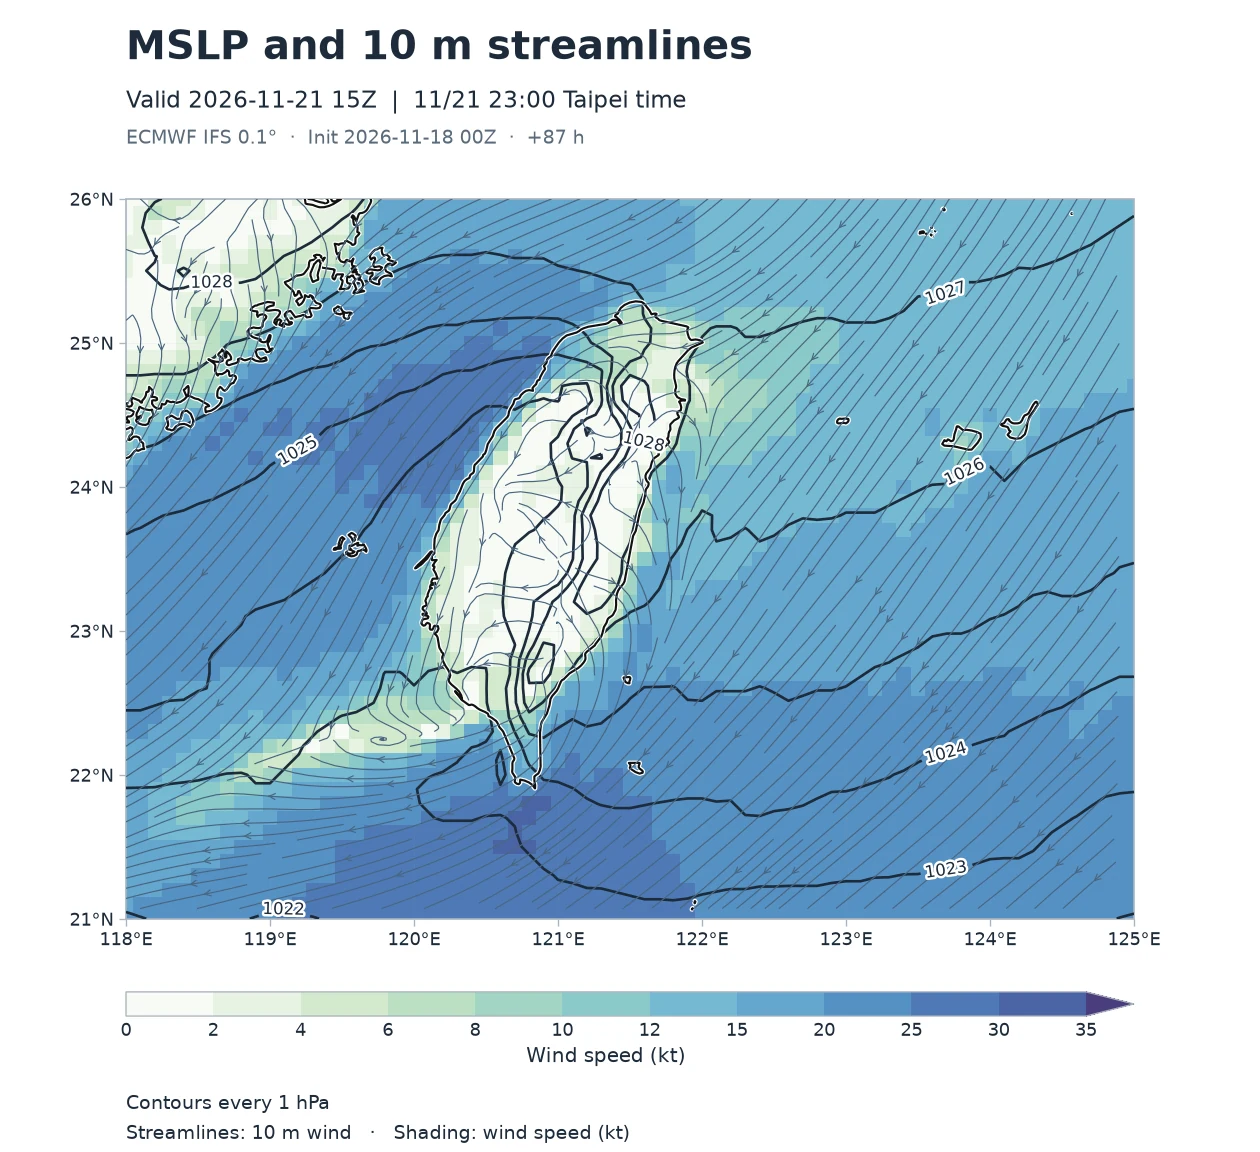 MSLP and 10 m streamlines
Valid 2026-11-21 15Z | 11/21 23:00 Taipei time
ECMWF IFS 0.1° · Init 2026-11-18 00Z · +87 h
26°N
1028
1027
25°N
1028
1025
1026
24°N
23°N
1024
22°N
1023
1022
21°N
118°E 119°E 120°E 121°E 122°E 123°E 124°E 125°E
0 2 4 6 8 10 12 15 20 25 30 35
Wind speed (kt)
Contours every 1 hPa
Streamlines: 10 m wind · Shading: wind speed (kt)